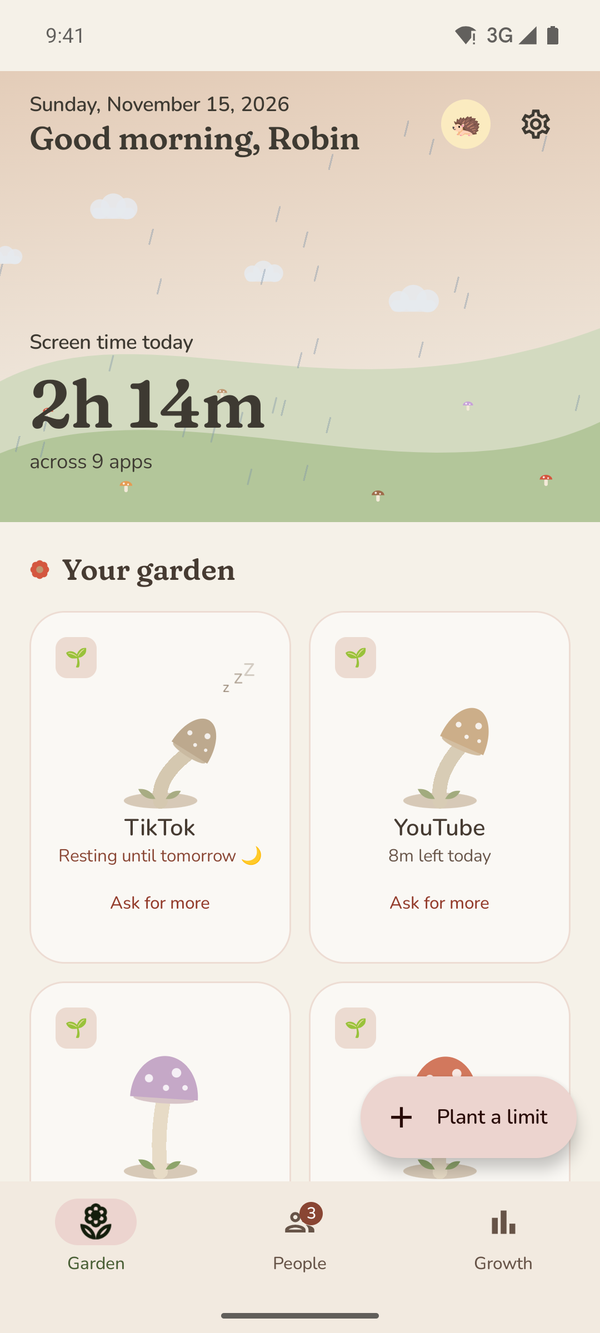 9:41
3G
Sunday, November 15, 2026
Good morning, Robin
Screen time today
2h 14m
across 9 apps
Your garden
z z Z
TikTok
Resting until tomorrow 🌙
Ask for more
YouTube
8m left today
Ask for more
Plant a limit
3
Garden
People
Growth